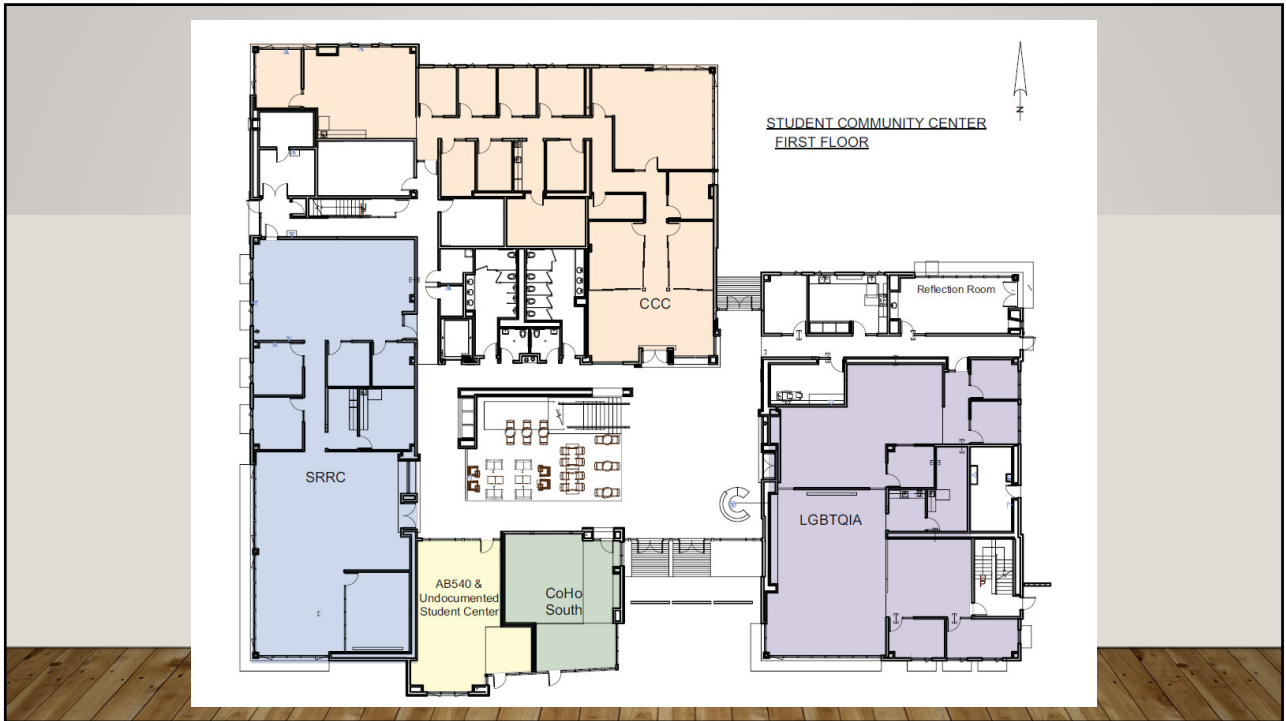 STUDENT COMMUNITY CENTER
FIRST FLOOR
N
Reflection Room
CCC
SRRC
LGBTQIA
AB540 &
Undocumented
Student Center
CoHo
South